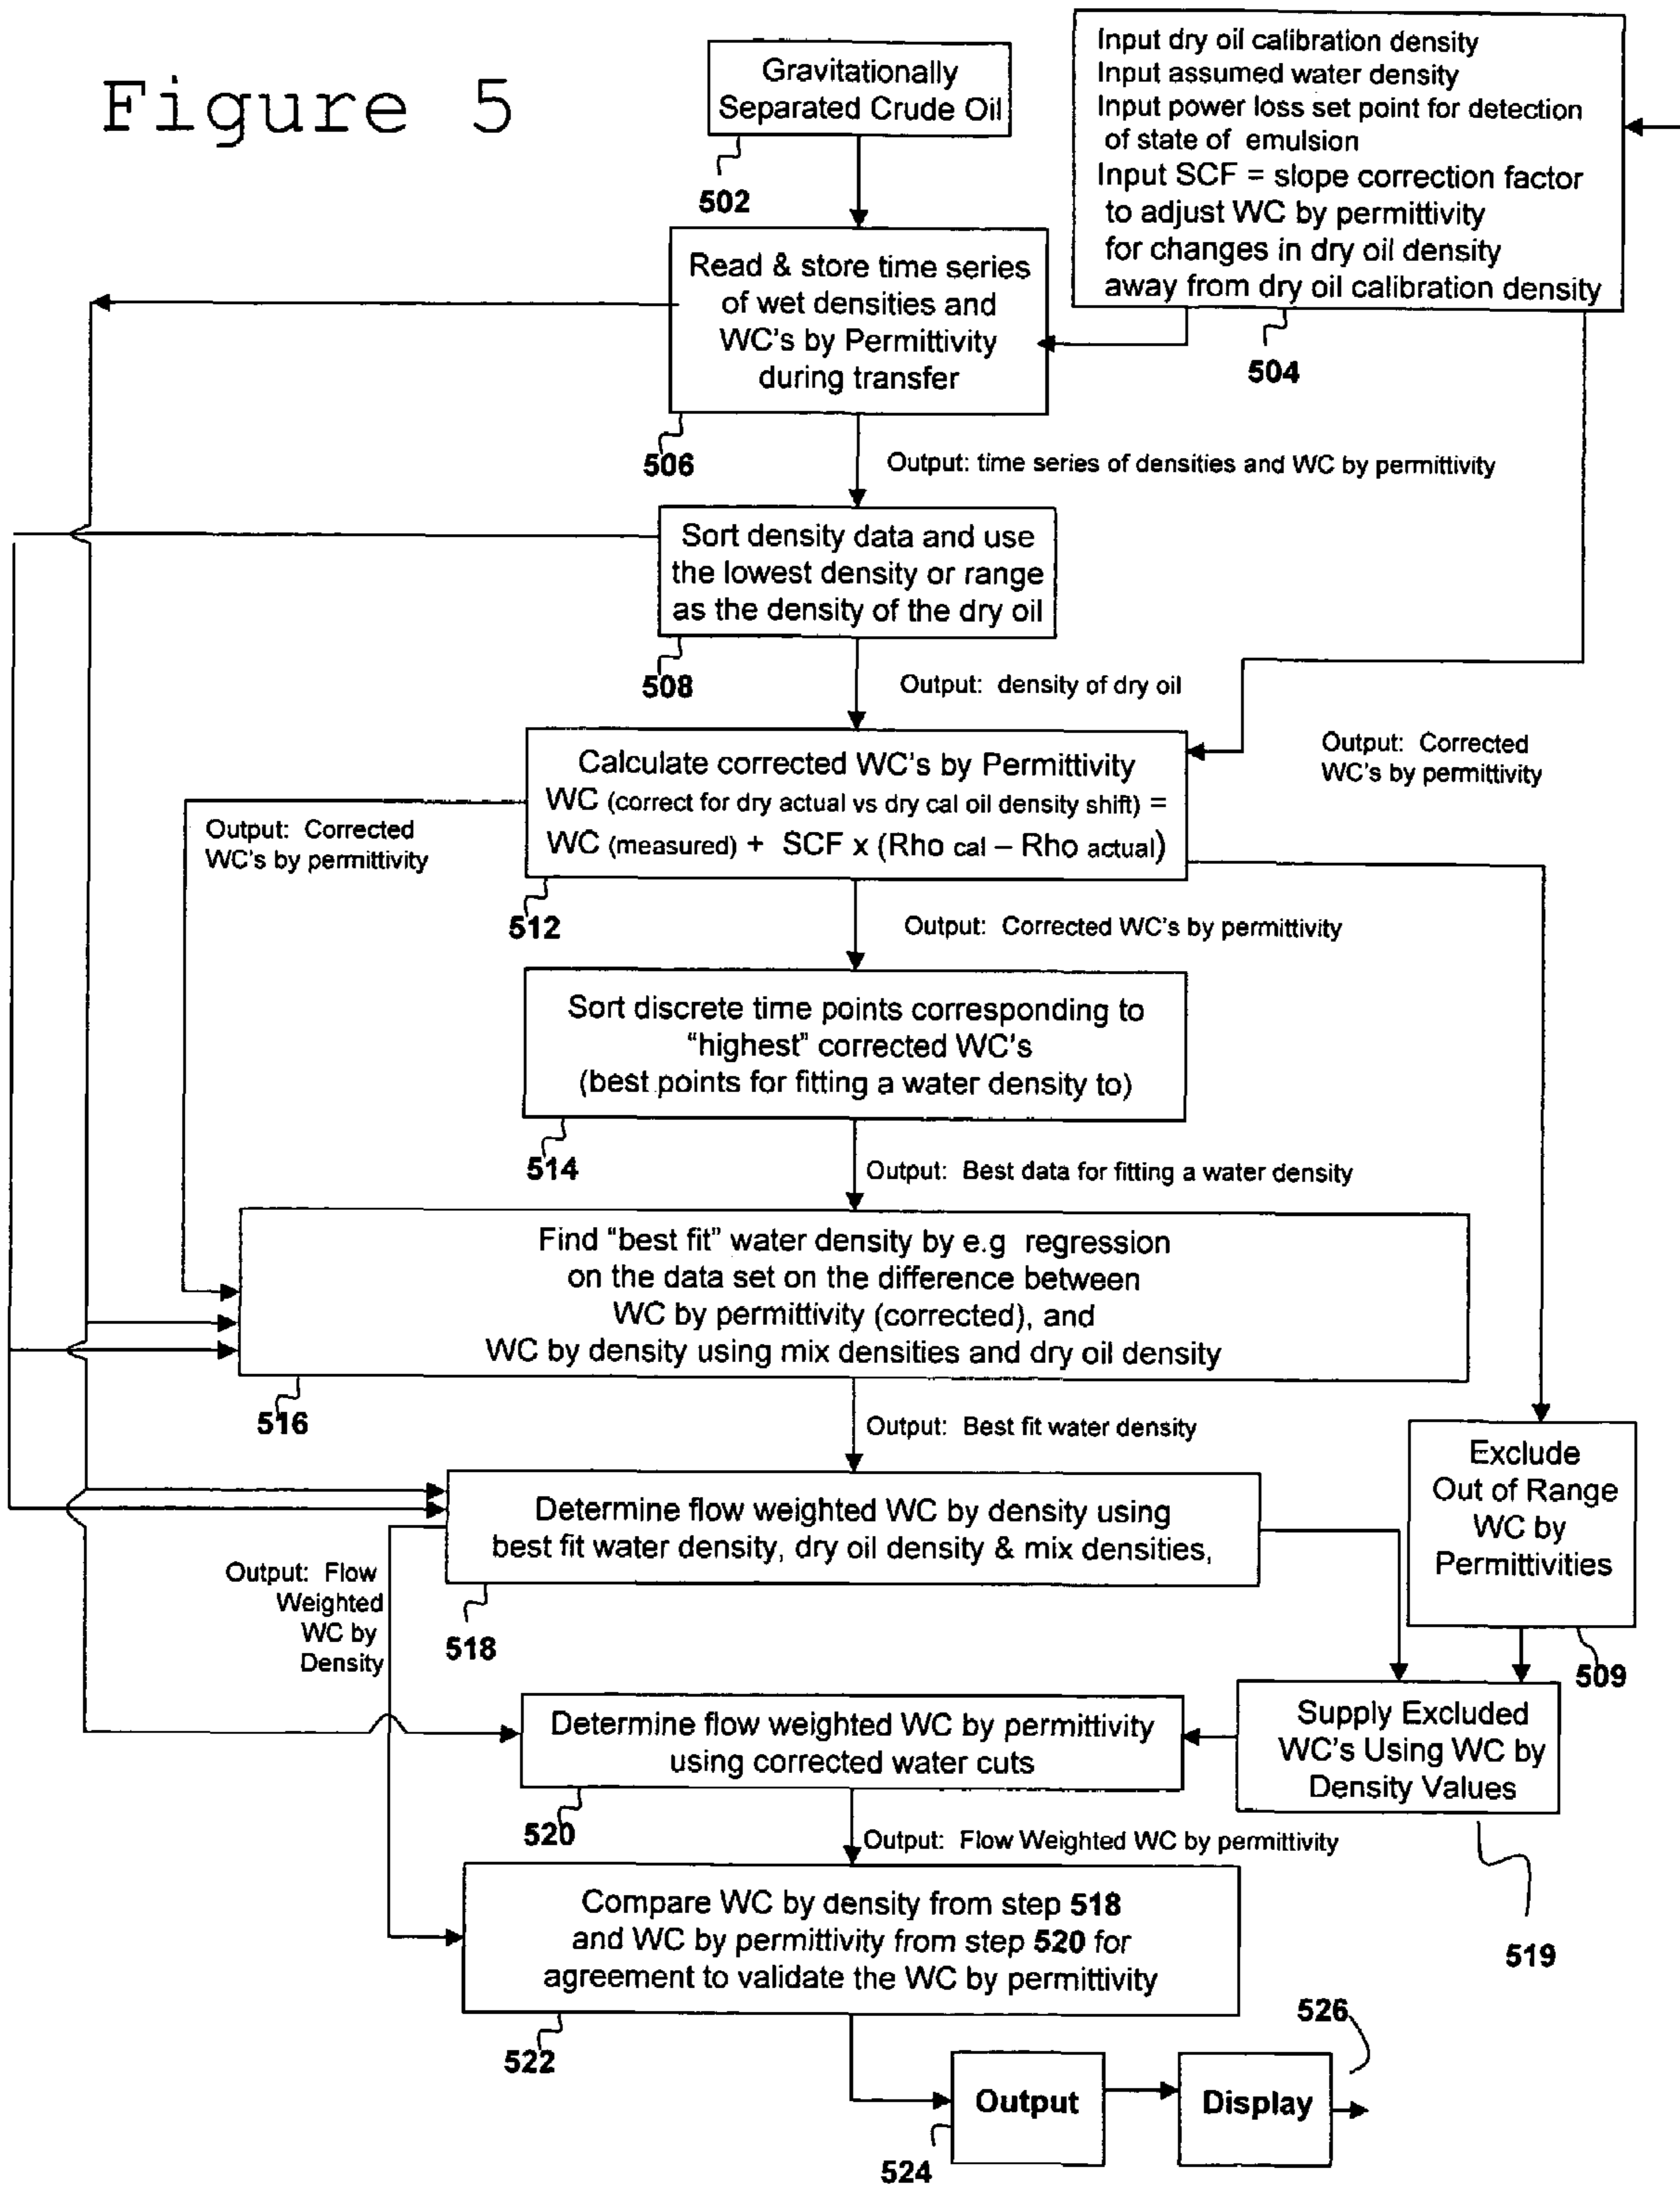 Figure 5
Gravitationally
Separated Crude Oil
502
Input dry oil calibration density
Input assumed water density
Input power loss set point for detection
of state of emulsion
Input SCF = slope correction factor
to adjust WC by permittivity
for changes in dry oil density
away from dry oil calibration density
504
Read & store time series
of wet densities and
WC's by Permittivity
during transfer
506
Output: time series of densities and WC by permittivity
Sort density data and use
the lowest density or range
as the density of the dry oil
508
Output: density of dry oil
Output: Corrected
WC's by permittivity
Calculate corrected WC's by Permittivity
WC (correct for dry actual vs dry cal oil density shift) =
WC (measured) + SCF x (Rho cal – Rho actual)
Output: Corrected
WC's by permittivity
512
Output: Corrected WC's by permittivity
Sort discrete time points corresponding to
“highest” corrected WC's
(best points for fitting a water density to)
514
Output: Best data for fitting a water density
Find “best fit” water density by e.g regression
on the data set on the difference between
WC by permittivity (corrected), and
WC by density using mix densities and dry oil density
516
Output: Best fit water density
Exclude
Out of Range
WC by
Permittivities
509
Determine flow weighted WC by density using
best fit water density, dry oil density & mix densities,
Output: Flow
Weighted
WC by
Density
518
Supply Excluded
WC's Using WC by
Density Values
519
Determine flow weighted WC by permittivity
using corrected water cuts
520
Output: Flow Weighted WC by permittivity
Compare WC by density from step 518
and WC by permittivity from step 520 for
agreement to validate the WC by permittivity
522
526
Output
Display
524